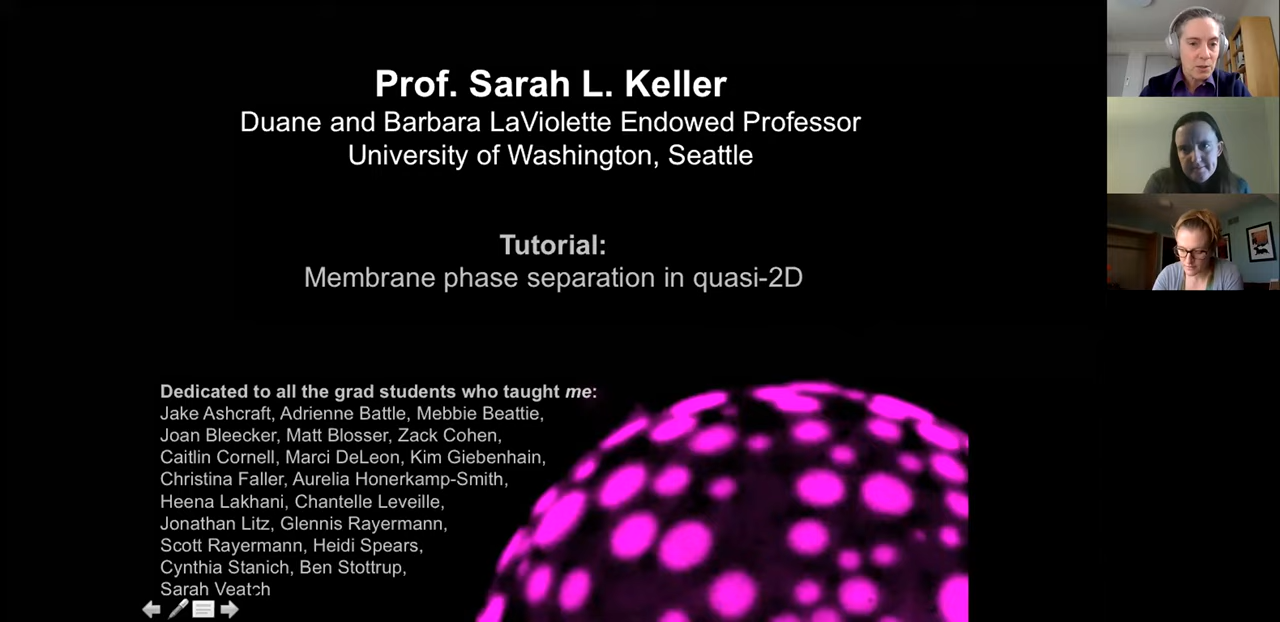 Prof. Sarah L. Keller
Duane and Barbara LaViolette Endowed Professor
University of Washington, Seattle
Tutorial:
Membrane phase separation in quasi-2D
Dedicated to all the grad students who taught me:
Jake Ashcraft, Adrienne Battle, Mebbie Beattie,
Joan Bleecker, Matt Blosser, Zack Cohen,
Caitlin Cornell, Marci DeLeon, Kim Giebenhain,
Christina Faller, Aurelia Honerkamp-Smith,
Heena Lakhani, Chantelle Leveille,
Jonathan Litz, Glennis Rayermann,
Scott Rayermann, Heidi Spears,
Cynthia Stanich, Ben Stottrup,
Sarah Veatch